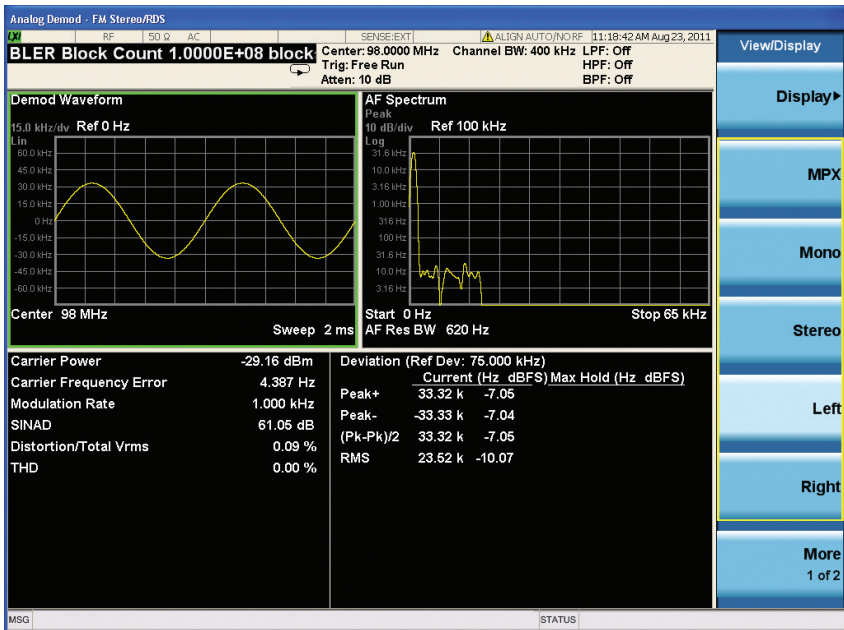 Analog Demod - FM Stereo/RDS
LXI RF 50 Ω AC SENSE:EXT ALIGN AUTO/NO RF 11:18:42 AM Aug 23, 2011
BLER Block Count 1.0000E+08 block
Center: 98.0000 MHz Channel BW: 400 kHz LPF: Off
Trig: Free Run HPF: Off
Atten: 10 dB BPF: Off
Demod Waveform
15.0 kHz/dv Ref 0 Hz
Lin
60.0 kHz
45.0 kHz
30.0 kHz
15.0 kHz
0 Hz
-15.0 kHz
-30.0 kHz
-45.0 kHz
-60.0 kHz
Center 98 MHz
Sweep 2 ms
AF Spectrum
Peak
10 dB/div Ref 100 kHz
Log
31.6 kHz
10.0 kHz
3.16 kHz
1.00 kHz
316 Hz
100 Hz
31.6 Hz
10.0 Hz
3.16 Hz
Start 0 Hz Stop 65 kHz
AF Res BW 620 Hz
Carrier Power -29.16 dBm
Carrier Frequency Error 4.387 Hz
Modulation Rate 1.000 kHz
SINAD 61.05 dB
Distortion/Total Vrms 0.09 %
THD 0.00 %
Deviation (Ref Dev: 75.000 kHz)
Current (Hz dBFS) Max Hold (Hz dBFS)
Peak+ 33.32 k -7.05
Peak- -33.33 k -7.04
(Pk-Pk)/2 33.32 k -7.05
RMS 23.52 k -10.07
View/Display
Display
MPX
Mono
Stereo
Left
Right
More
1 of 2
MSG STATUS